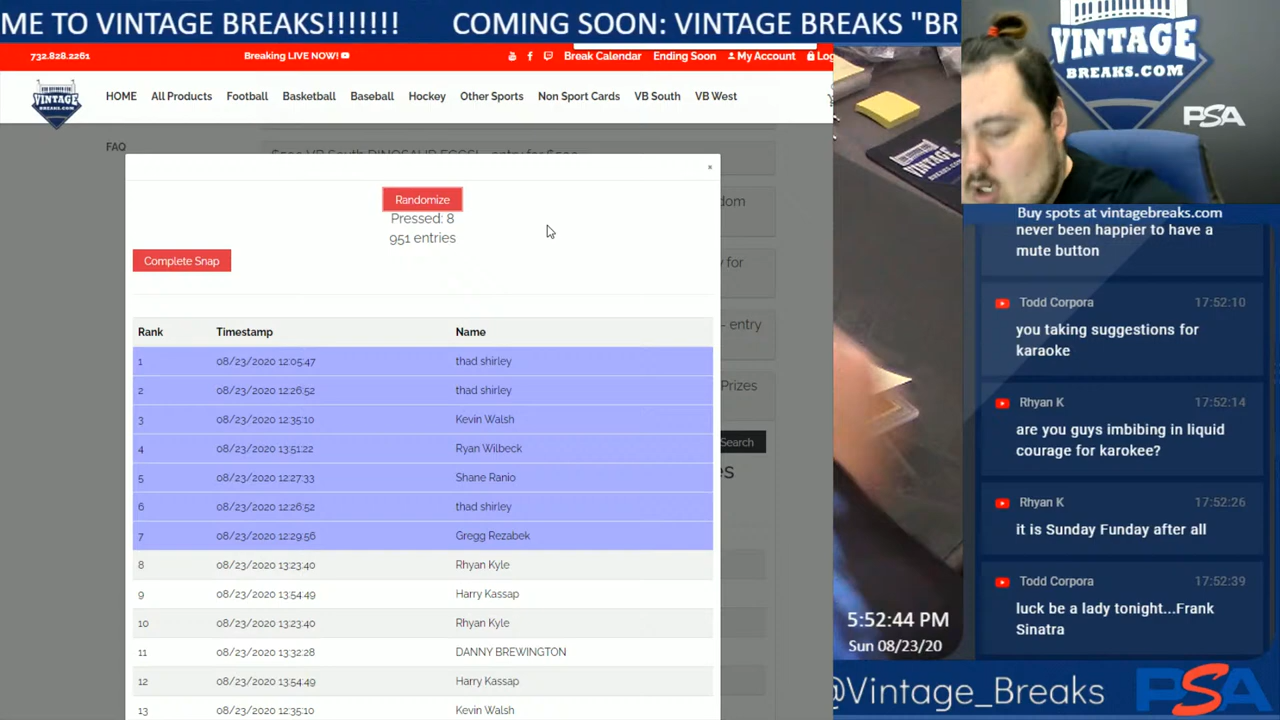 ME TO VINTAGE BREAKS!!!!!!! COMING SOON: VINTAGE BREAKS "BR
732.828.2261 Breaking LIVE NOW! Break Calendar Ending Soon My Account Log
VINTAGE BREAKS
HOME All Products Football Basketball Baseball Hockey Other Sports Non Sport Cards VB South VB West
FAQ
dom
y for
- entry
Prizes
Search
es
×
Randomize
Pressed: 8
951 entries
Complete Snap
Rank Timestamp Name
1 08/23/2020 12:05:47 thad shirley
2 08/23/2020 12:26:52 thad shirley
3 08/23/2020 12:35:10 Kevin Walsh
4 08/23/2020 13:51:22 Ryan Wilbeck
5 08/23/2020 12:27:33 Shane Ranio
6 08/23/2020 12:26:52 thad shirley
7 08/23/2020 12:29:56 Gregg Rezabek
8 08/23/2020 13:23:40 Rhyan Kyle
9 08/23/2020 13:54:49 Harry Kassap
10 08/23/2020 13:23:40 Rhyan Kyle
11 08/23/2020 13:32:28 DANNY BREWINGTON
12 08/23/2020 13:54:49 Harry Kassap
13 08/23/2020 12:35:10 Kevin Walsh
VINTAGE
BREAKS.COM
PSA
VINTAGE
Buy spots at vintagebreaks.com
never been happier to have a
mute button
Todd Corpora 17:52:10
you taking suggestions for
karaoke
Rhyan K 17:52:14
are you guys imbibing in liquid
courage for karokee?
Rhyan K 17:52:26
it is Sunday Funday after all
Todd Corpora 17:52:39
luck be a lady tonight...Frank
Sinatra
5:52:44 PM
Sun 08/23/20
@Vintage_Breaks PSA